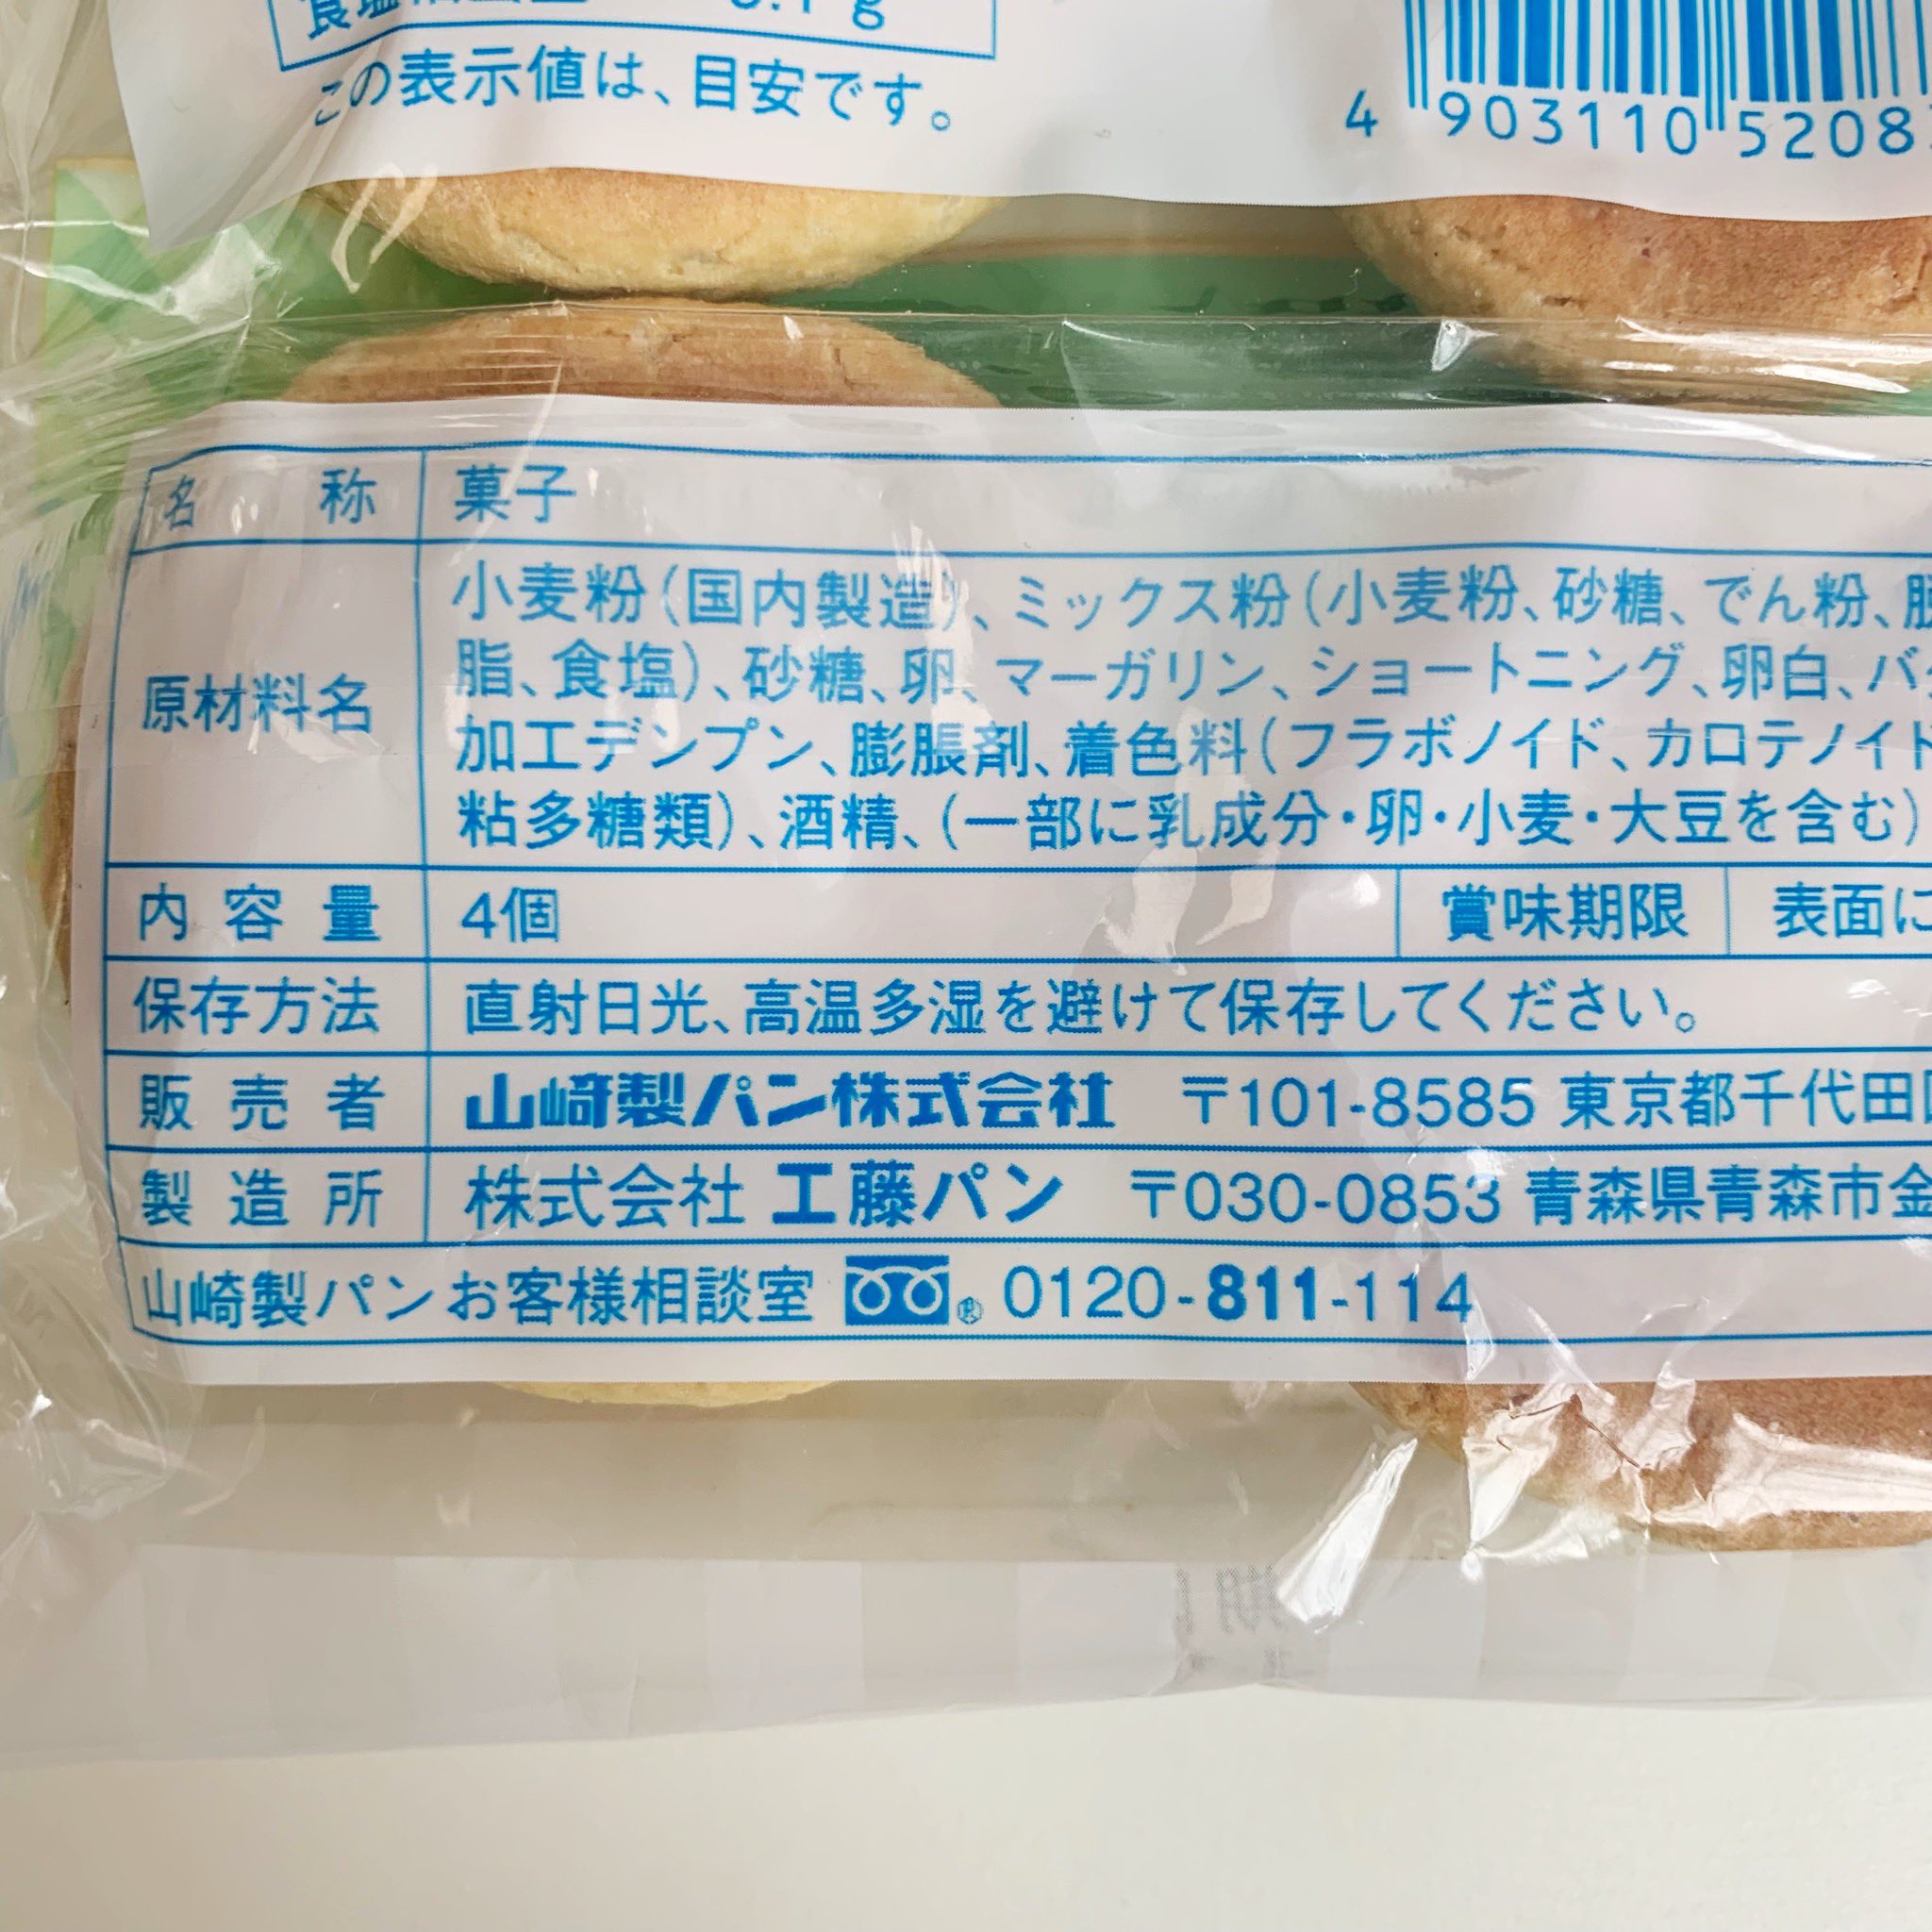 この表示値は、目安です。
4 903110 5208
名称 菓子
原材料名 小麦粉(国内製造)、ミックス粉(小麦粉、砂糖、でん粉、
脂、食塩)、砂糖、卵、マーガリン、ショートニング、卵白、バ
加工デンプン、膨脹剤、着色料(フラボノイド、カロテノイド
粘多糖類)、酒精、(一部に乳成分・卵・小麦・大豆を含む)
内容量 4個 賞味期限 表面に
保存方法 直射日光、高温多湿を避けて保存してください。
販売者 山崎製パン株式会社 〒101-8585 東京都千代田
製造所 株式会社 工藤パン 〒030-0853 青森県青森市金
山崎製パンお客様相談室 0120-811-114